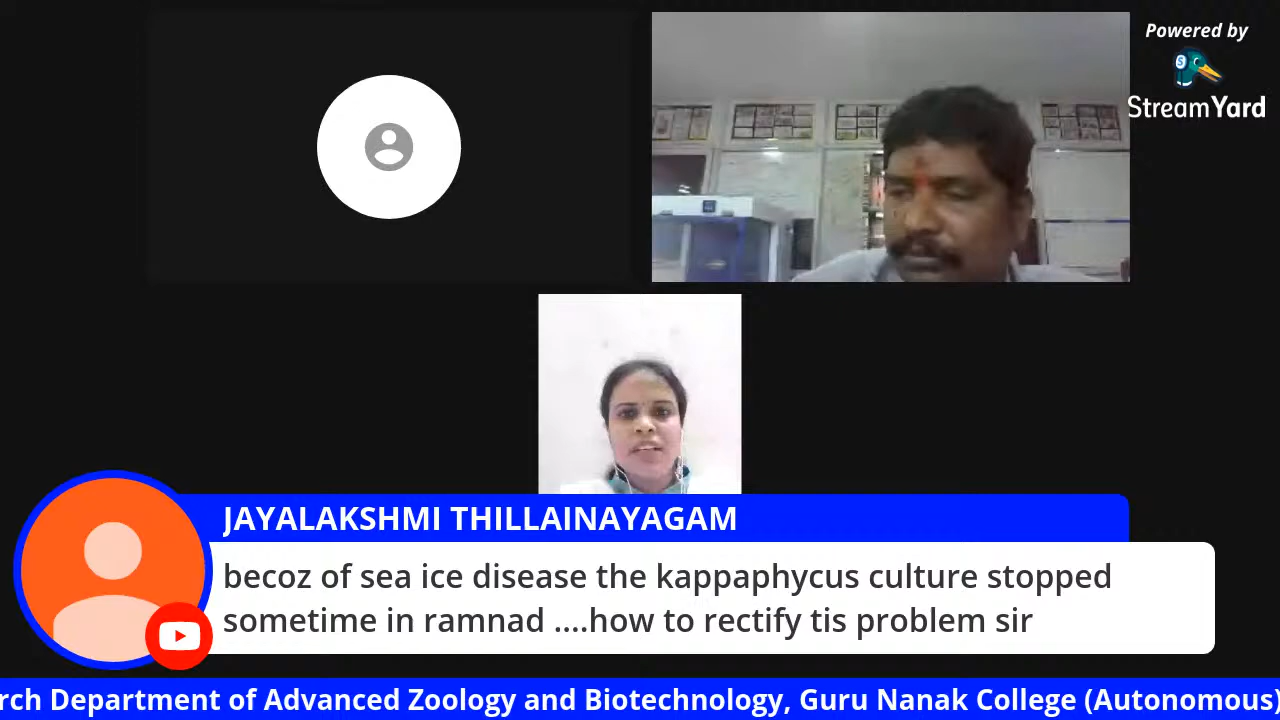 Powered by
StreamYard
JAYALAKSHMI THILLAINAYAGAM
becoz of sea ice disease the kappaphycus culture stopped
sometime in ramnad ....how to rectify tis problem sir
rch Department of Advanced Zoology and Biotechnology, Guru Nanak College (Autonomous)